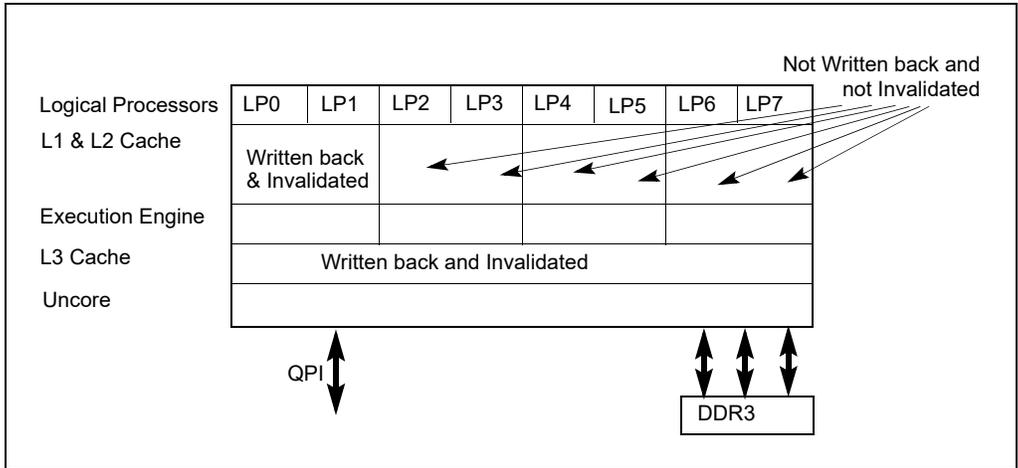 Not Written back and
not Invalidated
Logical Processors LP0 LP1 LP2 LP3 LP4 LP5 LP6 LP7
L1 & L2 Cache
Written back
& Invalidated
Execution Engine
L3 Cache Written back and Invalidated
Uncore
QPI
DDR3